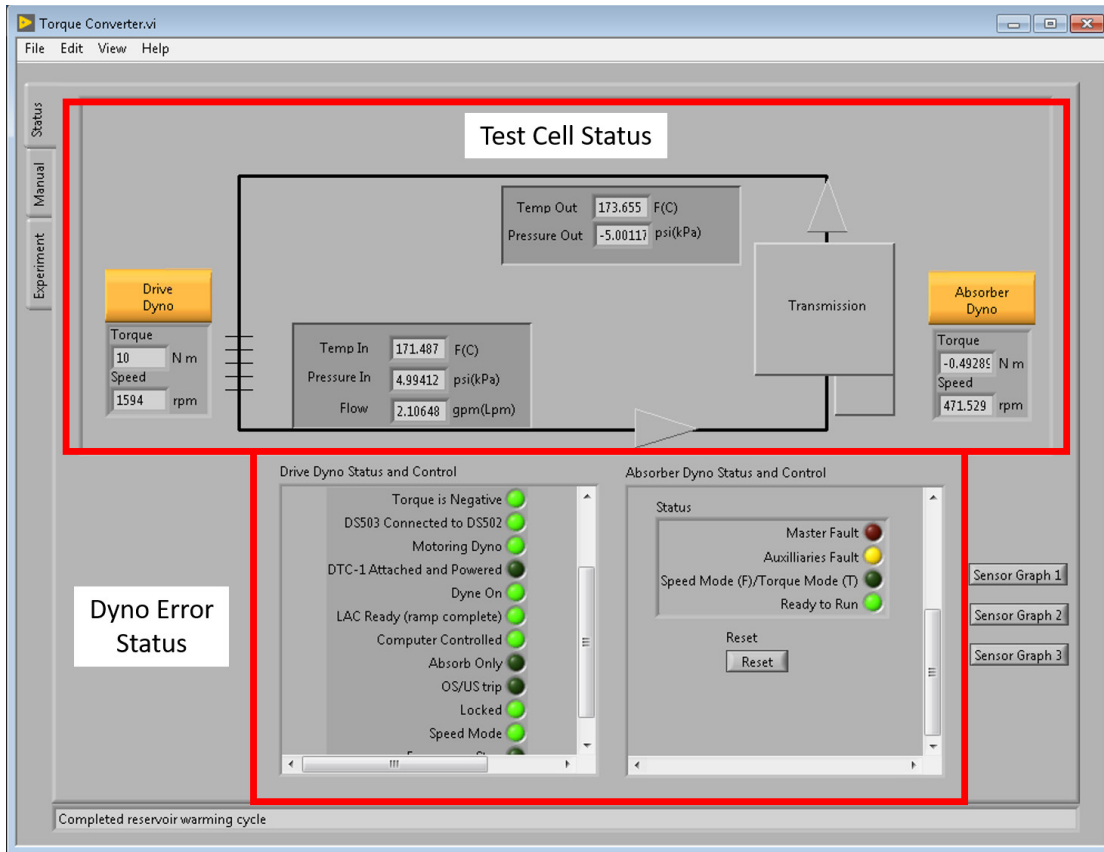 Torque Converter.vi
File Edit View Help
Status
Manual
Experiment
Test Cell Status
Temp Out 173.655 F(C)
Pressure Out -5.00117 psi(kPa)
Drive
Dyno
Torque
10 N m
Speed
1594 rpm
Temp In 171.487 F(C)
Pressure In 4.99412 psi(kPa)
Flow 2.10648 gpm(Lpm)
Transmission
Absorber
Dyno
Torque
-0.49289 N m
Speed
471.529 rpm
Drive Dyno Status and Control
Torque is Negative
DS503 Connected to DS502
Motoring Dyno
DTC-1 Attached and Powered
Dyne On
LAC Ready (ramp complete)
Computer Controlled
Absorb Only
OS/US trip
Locked
Speed Mode
Absorber Dyno Status and Control
Status
Master Fault
Auxilliaries Fault
Speed Mode (F)/Torque Mode (T)
Ready to Run
Reset
Reset
Dyno Error
Status
Sensor Graph 1
Sensor Graph 2
Sensor Graph 3
Completed reservoir warming cycle